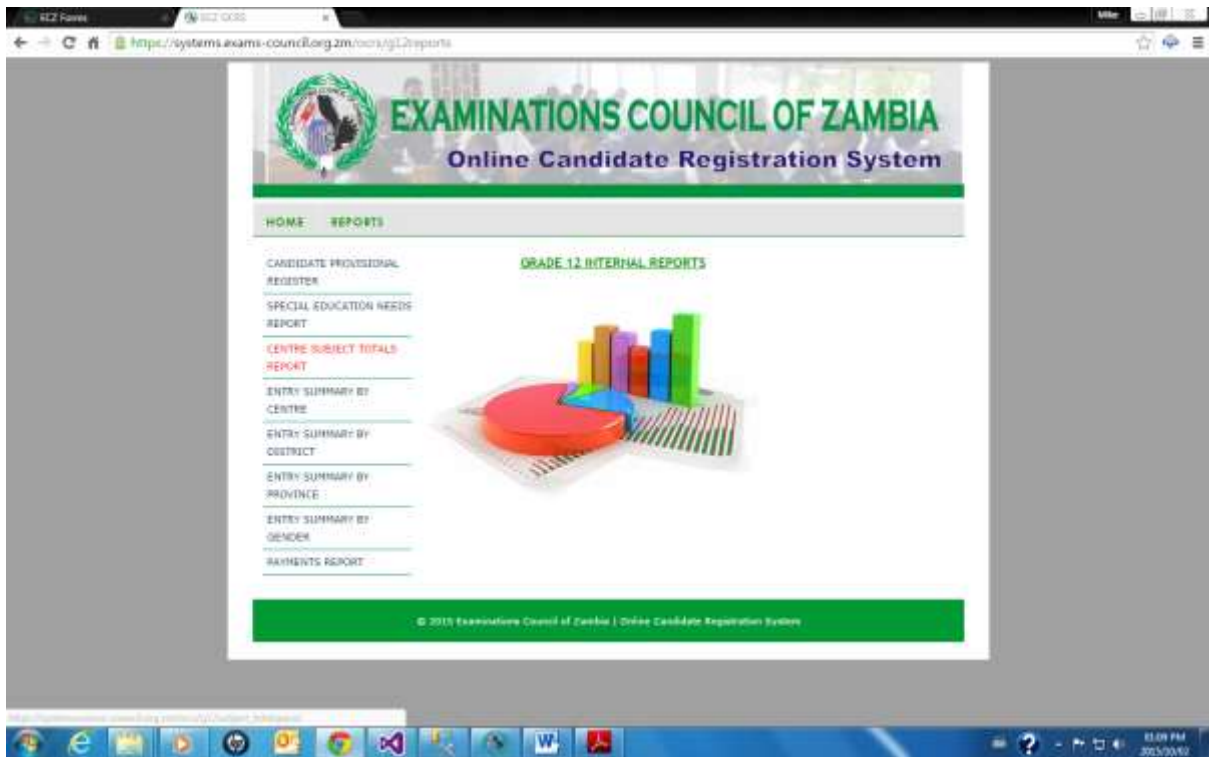 ECZ Forms
ECZ OCRS
Mike
https://systems.exams-council.org.zm/ocrs/g12reports
EXAMINATIONS COUNCIL OF ZAMBIA
Online Candidate Registration System
HOME REPORTS
CANDIDATE PROVISIONAL
REGISTER
SPECIAL EDUCATION NEEDS
REPORT
CENTRE SUBJECT TOTALS
REPORT
ENTRY SUMMARY BY
CENTRE
ENTRY SUMMARY BY
DISTRICT
ENTRY SUMMARY BY
PROVINCE
ENTRY SUMMARY BY
GENDER
PAYMENTS REPORT
GRADE 12 INTERNAL REPORTS
© 2015 Examinations Council of Zambia | Online Candidate Registration System
03:09 PM